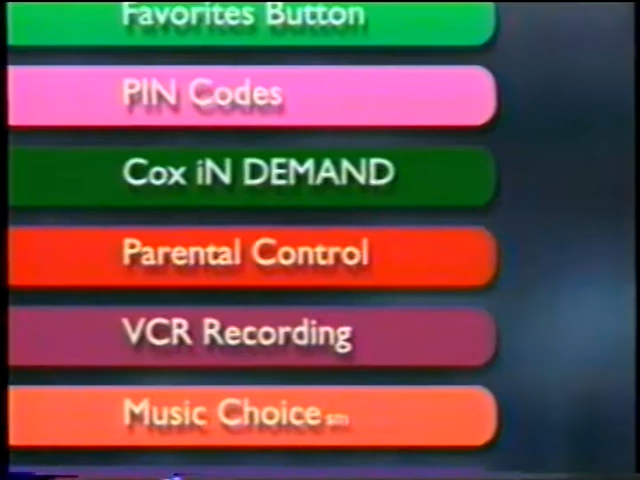 Favorites Button
PIN Codes
Cox iN DEMAND
Parental Control
VCR Recording
Music Choice sm